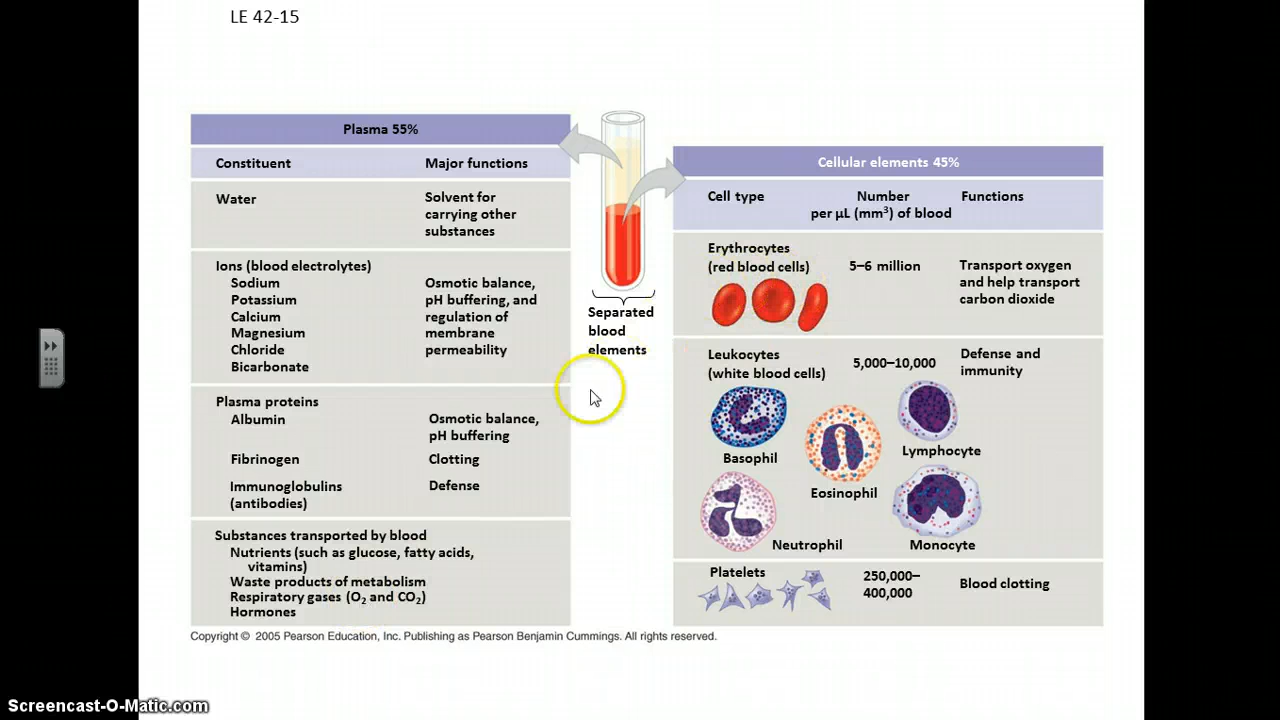 LE 42-15
Plasma 55%
Constituent Major functions
Water
Solvent for
carrying other
substances
Ions (blood electrolytes)
Sodium
Potassium
Calcium
Magnesium
Chloride
Bicarbonate
Osmotic balance,
pH buffering, and
regulation of
membrane
permeability
Plasma proteins
Albumin
Osmotic balance,
pH buffering
Fibrinogen
Clotting
Immunoglobulins
(antibodies)
Defense
Substances transported by blood
Nutrients (such as glucose, fatty acids,
vitamins)
Waste products of metabolism
Respiratory gases (O₂ and CO₂)
Hormones
Separated
blood
elements
Cellular elements 45%
Cell type
Number
per µL (mm³) of blood
Functions
Erythrocytes
(red blood cells)
5–6 million
Transport oxygen
and help transport
carbon dioxide
Leukocytes
(white blood cells)
5,000–10,000
Defense and
immunity
Basophil
Eosinophil
Lymphocyte
Neutrophil
Monocyte
Platelets
250,000–
400,000
Blood clotting
Copyright © 2005 Pearson Education, Inc. Publishing as Pearson Benjamin Cummings. All rights reserved.
Screencast-O-Matic.com